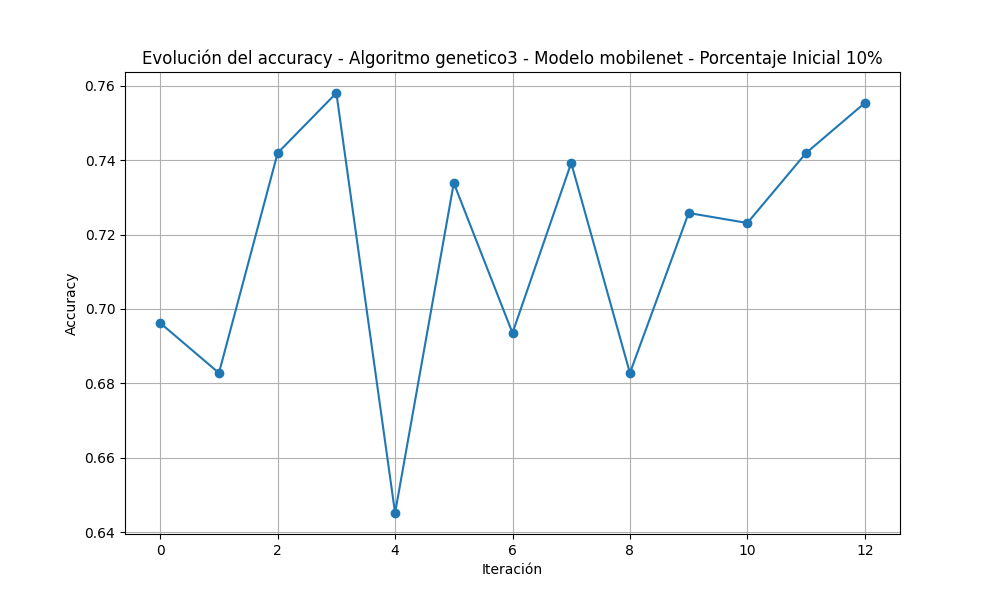 Evolución del accuracy - Algoritmo genetico3 - Modelo mobilenet - Porcentaje Inicial 10%
0.76
0.74
0.72
0.70
0.68
0.66
0.64
Accuracy
0 2 4 6 8 10 12
Iteración